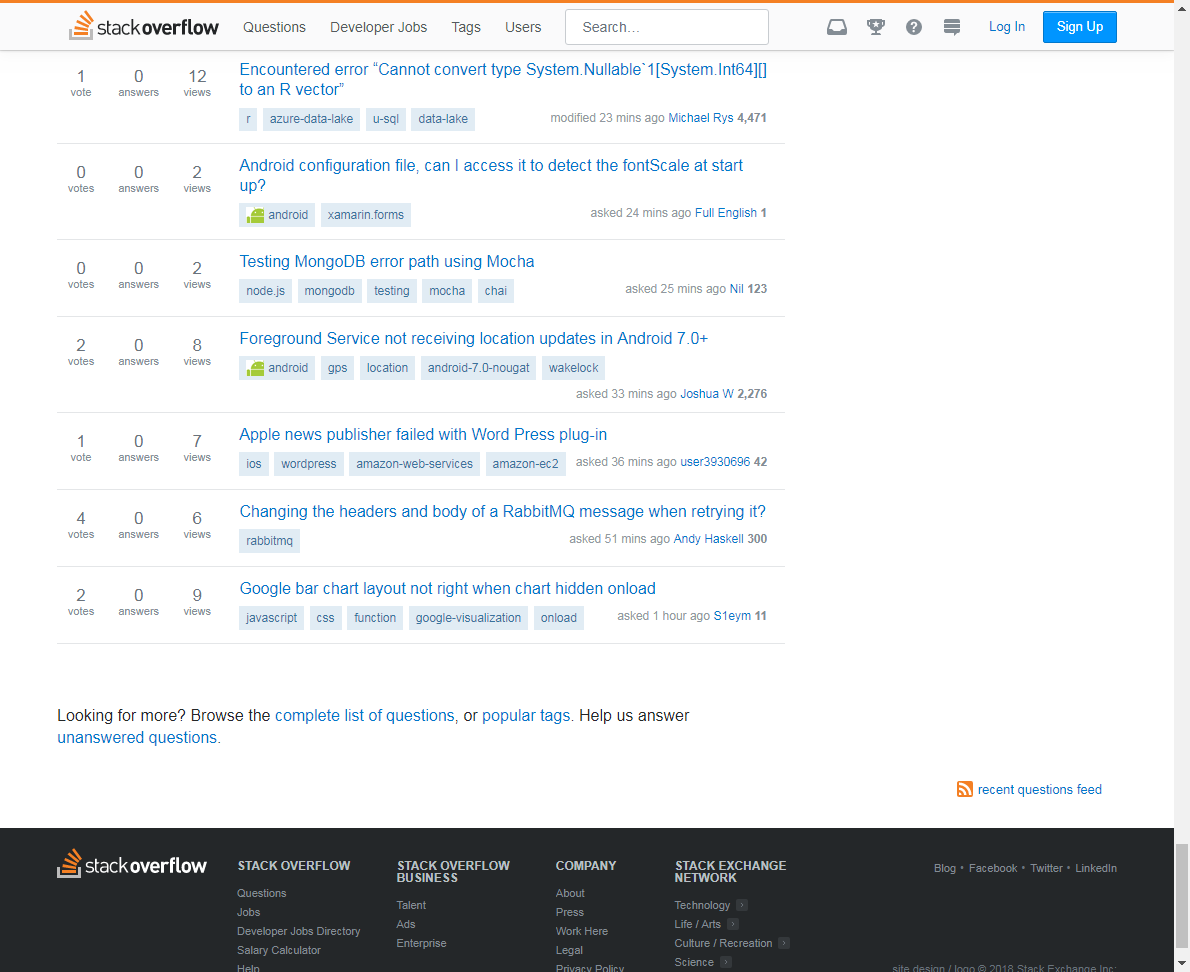 stackoverflow Questions Developer Jobs Tags Users Search... Log In Sign Up
1 0 12 Encountered error “Cannot convert type System.Nullable`1[System.Int64][]
vote answers views to an R vector”
r azure-data-lake u-sql data-lake modified 23 mins ago Michael Rys 4,471
0 0 2 Android configuration file, can I access it to detect the fontScale at start
votes answers views up?
android xamarin.forms asked 24 mins ago Full English 1
0 0 2 Testing MongoDB error path using Mocha
votes answers views node.js mongodb testing mocha chai asked 25 mins ago Nil 123
2 0 8 Foreground Service not receiving location updates in Android 7.0+
votes answers views android gps location android-7.0-nougat wakelock
asked 33 mins ago Joshua W 2,276
1 0 7 Apple news publisher failed with Word Press plug-in
vote answers views ios wordpress amazon-web-services amazon-ec2 asked 36 mins ago user3930696 42
4 0 6 Changing the headers and body of a RabbitMQ message when retrying it?
votes answers views rabbitmq asked 51 mins ago Andy Haskell 300
2 0 9 Google bar chart layout not right when chart hidden onload
votes answers views javascript css function google-visualization onload asked 1 hour ago S1eym 11
Looking for more? Browse the complete list of questions, or popular tags. Help us answer
unanswered questions.
recent questions feed
stackoverflow
STACK OVERFLOW
Questions
Jobs
Developer Jobs Directory
Salary Calculator
Help
STACK OVERFLOW
BUSINESS
Talent
Ads
Enterprise
COMPANY
About
Press
Work Here
Legal
Privacy Policy
STACK EXCHANGE
NETWORK
Technology
Life / Arts
Culture / Recreation
Science
Blog • Facebook • Twitter • LinkedIn
site design / logo © 2018 Stack Exchange Inc;